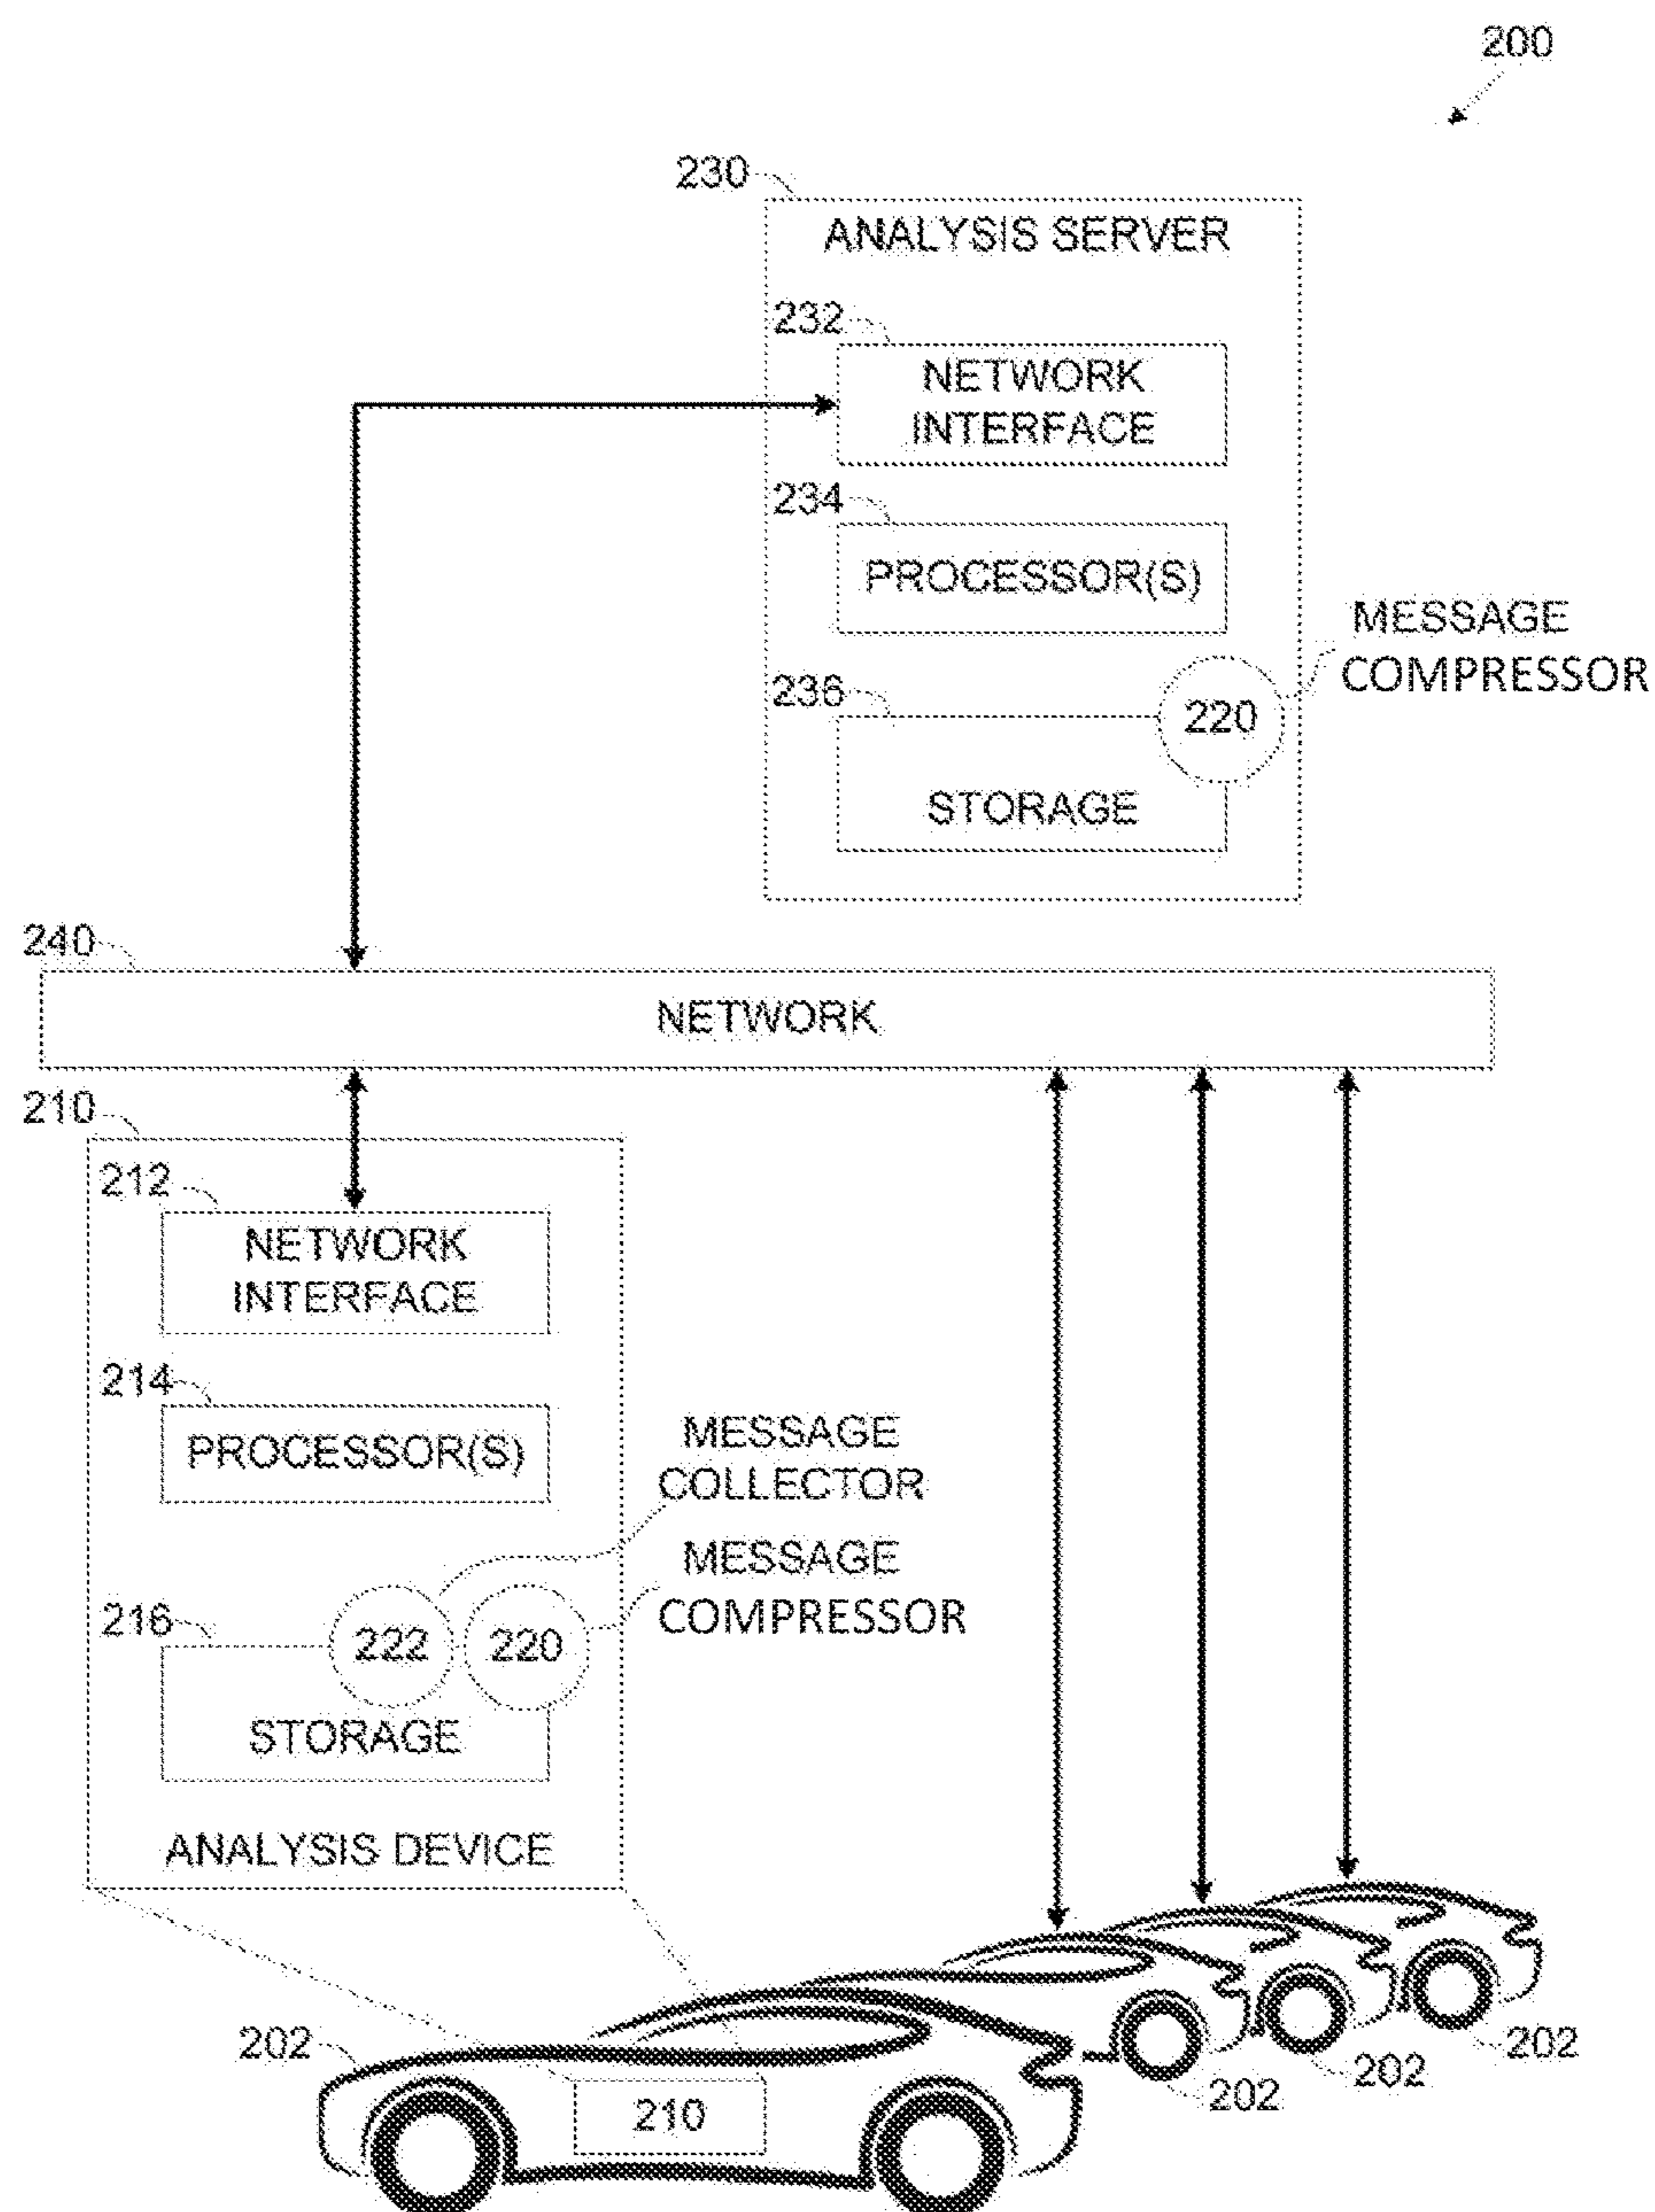 200
230
ANALYSIS SERVER
232
NETWORK
INTERFACE
234
PROCESSOR(S)
MESSAGE
COMPRESSOR
236
220
STORAGE
240
NETWORK
210
212
NETWORK
INTERFACE
214
PROCESSOR(S)
MESSAGE
COLLECTOR
MESSAGE
COMPRESSOR
216
222
220
STORAGE
ANALYSIS DEVICE
202
210
202
202
202